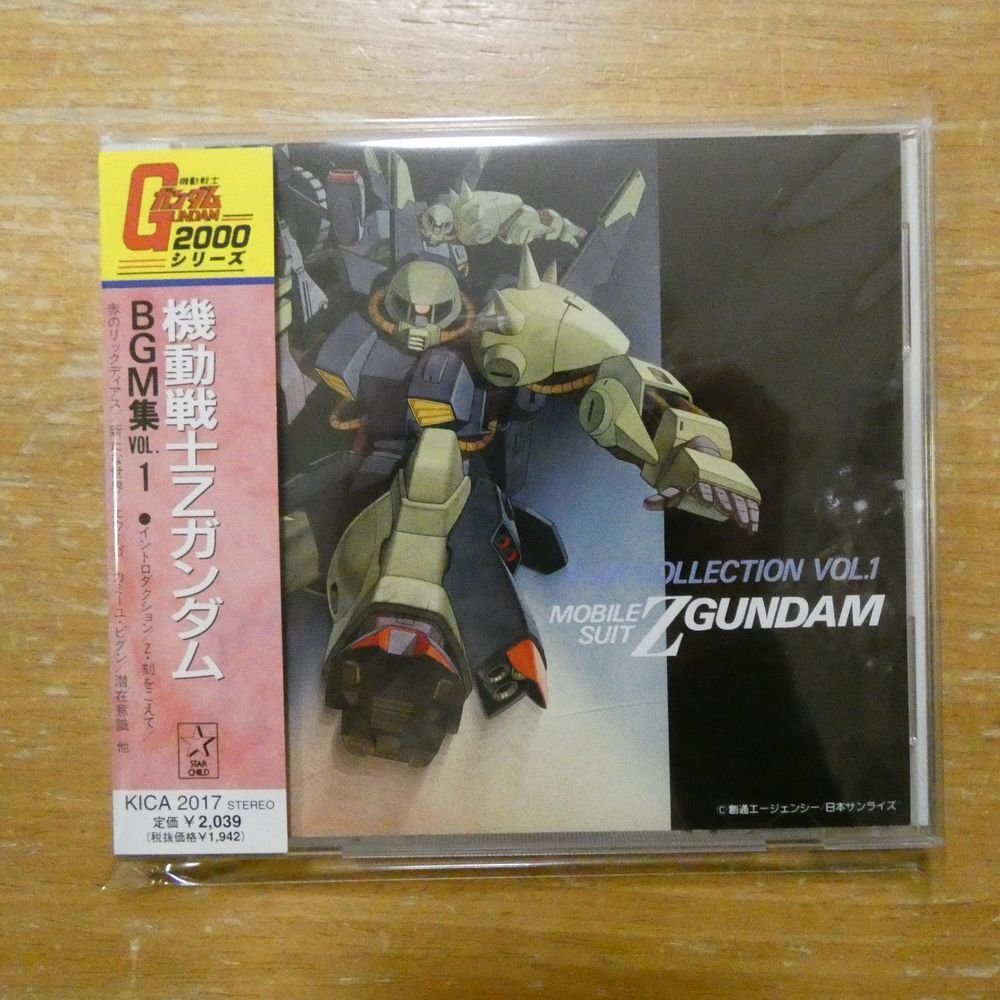 機動戦士
ガンダム
GUNDAM
2000
シリーズ
機動戦士Ζガンダム
BGM集 VOL.1
●イントロダクション/Ζ・刻をこえて/
赤のリックディアス/新たな世界/
カミーユ・ビダン/潜在意識 他
STAR
CHILD
KICA 2017 STEREO
定価 ¥2,039
(税抜価格¥1,942)
COLLECTION VOL.1
MOBILE
SUIT
Z GUNDAM
©創通エージェンシー/日本サンライズ